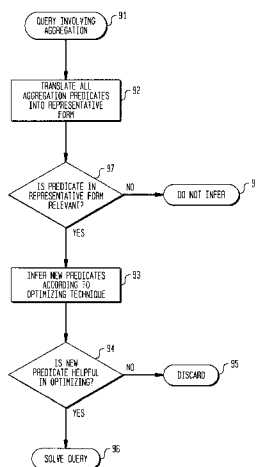 QUERY INVOLVING
AGGREGATION
91
TRANSLATE ALL
AGGREGATION PREDICATES
INTO REPRESENTATIVE
FORM
92
97
IS PREDICATE IN
REPRESENTATIVE FORM
RELEVANT?
NO
DO NOT INFER
YES
INFER NEW PREDICATES
ACCORDING TO
OPTIMIZING TECHNIQUE
93
94
IS NEW
PREDICATE HELPFUL
IN OPTIMIZING?
NO
DISCARD
95
YES
SOLVE QUERY
96